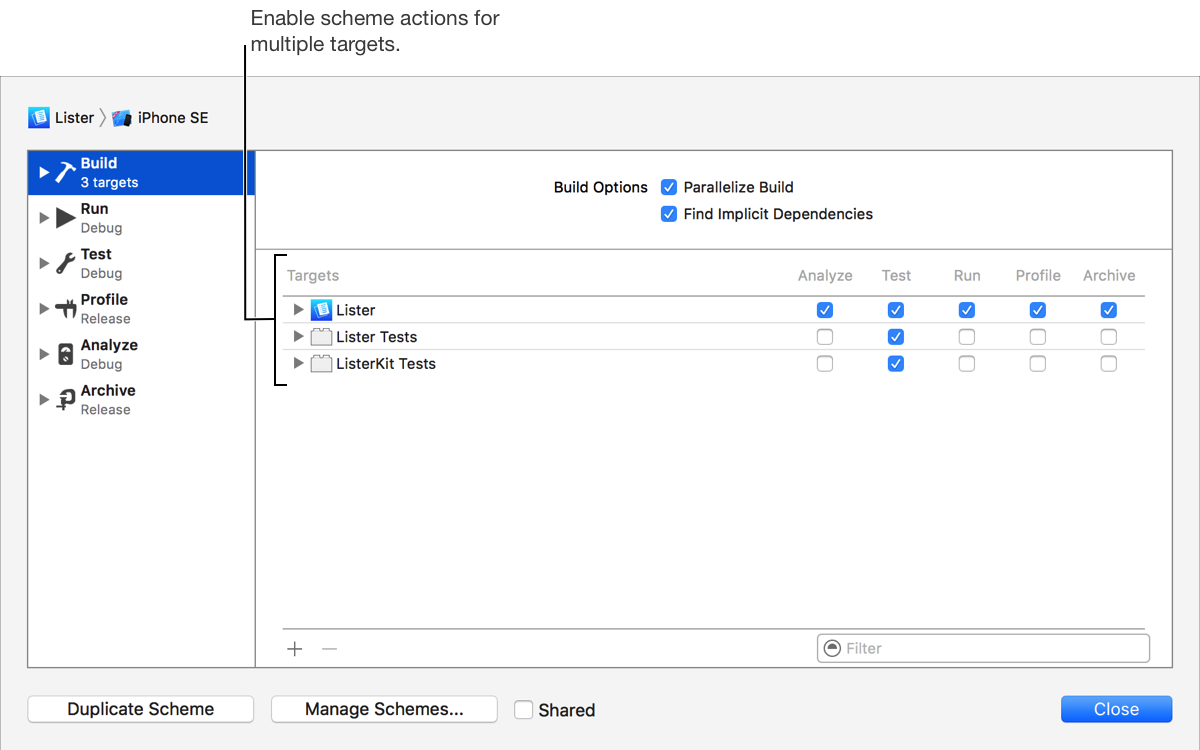 Enable scheme actions for
multiple targets.
Lister iPhone SE
Build
3 targets
Run
Debug
Test
Debug
Profile
Release
Analyze
Debug
Archive
Release
Build Options Parallelize Build
Find Implicit Dependencies
Targets Analyze Test Run Profile Archive
Lister
Lister Tests
ListerKit Tests
Filter
Duplicate Scheme Manage Schemes... Shared Close